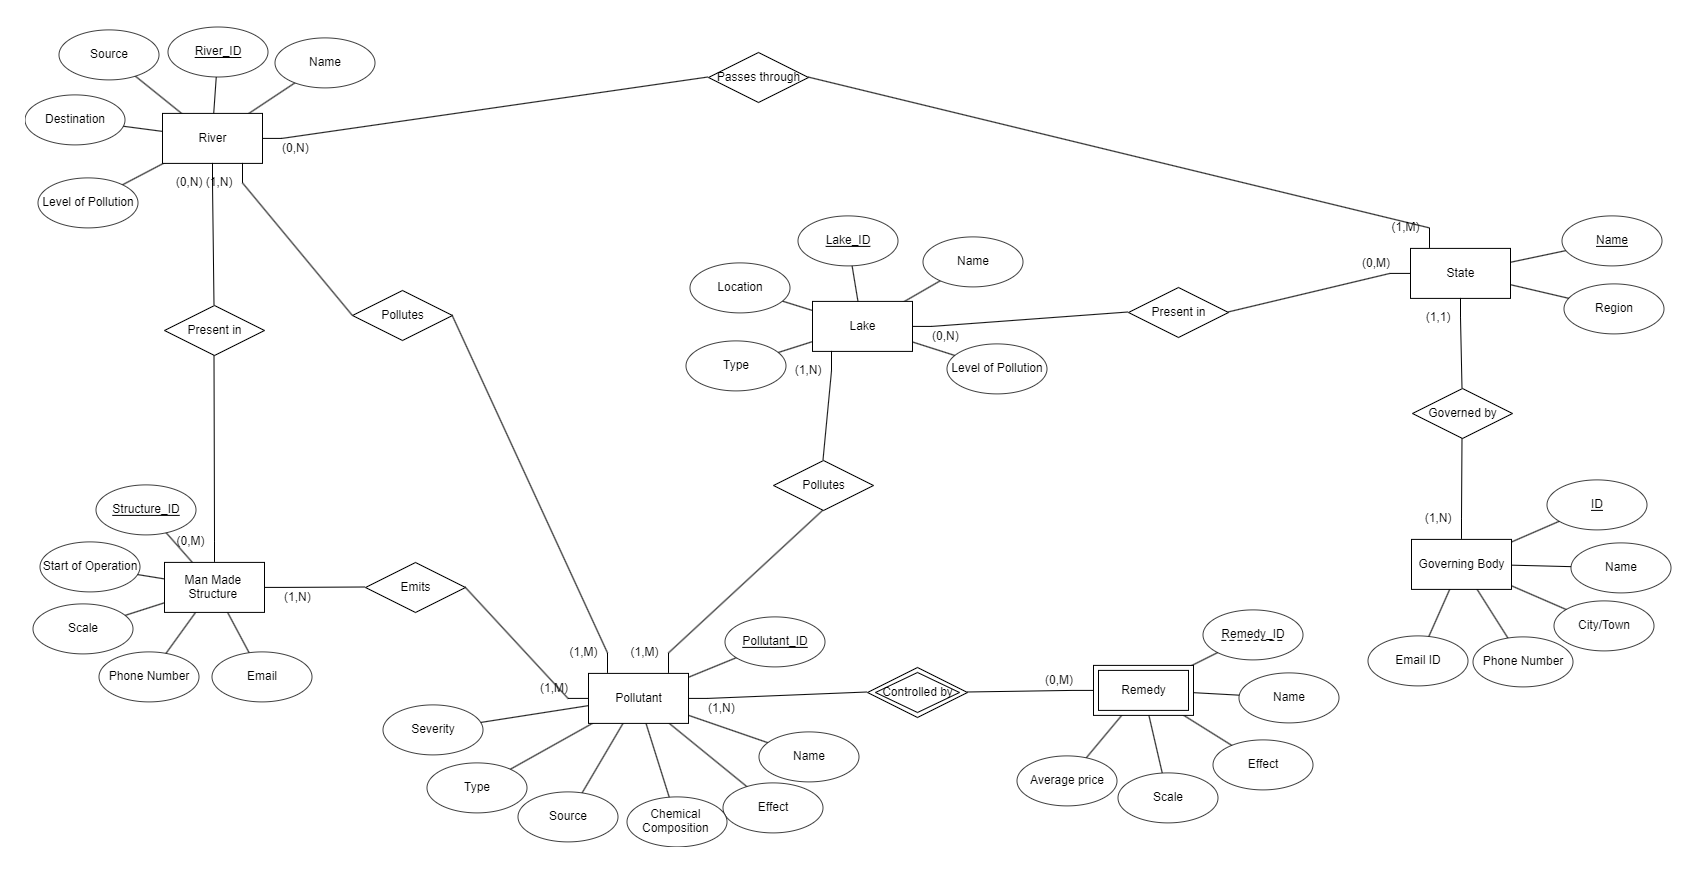 River_ID
Source
Name
Passes through
Destination
River
(0,N)
(0,N)
(1,N)
Level of Pollution
(1,M)
Lake_ID
Name
Name
(0,M)
State
Location
Region
Present in
Polutes
(1,1)
Present in
Lake
(0,N)
Type
(1,N)
Level of Pollution
Governed by
Pollutes
ID
Structure_ID
(1,N)
(0,M)
Start of Operation
Governing Body
Name
Man Made
Structure
Emits
(1,N)
Scale
City/Town
Pollutant_ID
Remedy_ID
(1,M)
(1,M)
Email ID
Phone Number
Phone Number
Email
(0,M)
(1,M)
Pollutant
Controlled by
Remedy
Name
(1,N)
Severity
Name
Effect
Average price
Type
Scale
Effect
Source
Chemical
Composition